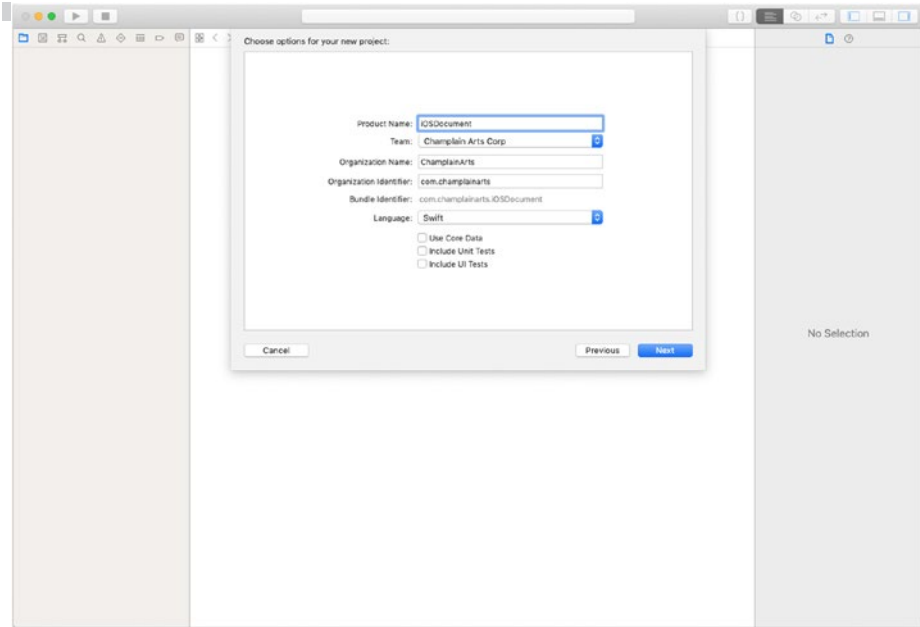 Choose options for your new project:
Product Name: iOSDocument
Team: Champlain Arts Corp
Organization Name: ChamplainArts
Organization Identifier: com.champlainarts
Bundle Identifier: com.champlainarts.iOSDocument
Language: Swift
Use Core Data
Include Unit Tests
Include UI Tests
No Selection
Cancel Previous Next